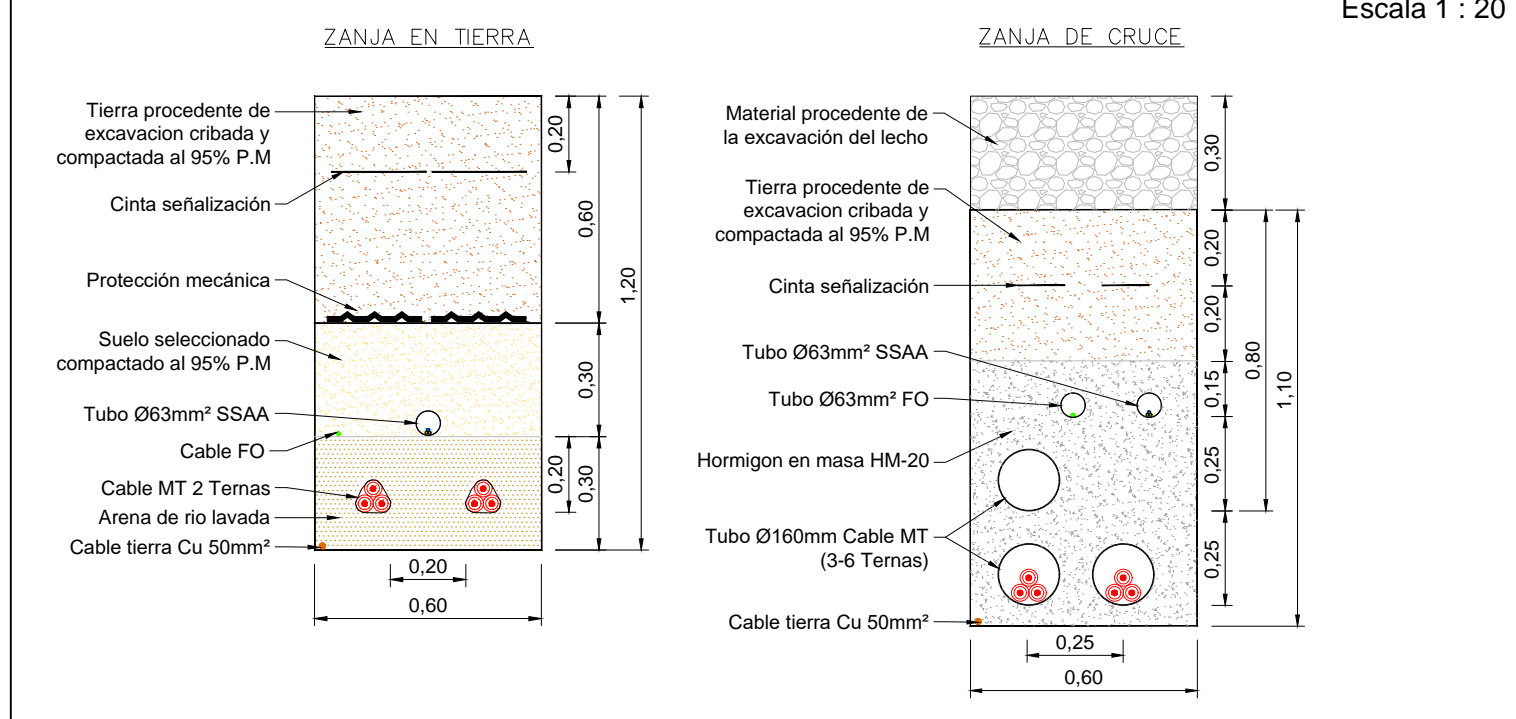 Escala 1 : 20
ZANJA EN TIERRA
Tierra procedente de
excavacion cribada y
compactada al 95% P.M
Cinta señalización
Protección mecánica
Suelo seleccionado
compactado al 95% P.M
Tubo Ø63mm² SSAA
Cable FO
Cable MT 2 Ternas
Arena de rio lavada
Cable tierra Cu 50mm²
0,20
0,60
1,20
0,30
0,20
0,30
0,20
0,60
ZANJA DE CRUCE
Material procedente de
la excavación del lecho
Tierra procedente de
excavacion cribada y
compactada al 95% P.M
Cinta señalización
Tubo Ø63mm² SSAA
Tubo Ø63mm² FO
Hormigon en masa HM-20
Tubo Ø160mm Cable MT
(3-6 Ternas)
Cable tierra Cu 50mm²
0,30
0,20
0,20
0,80
0,15
1,10
0,25
0,25
0,25
0,60